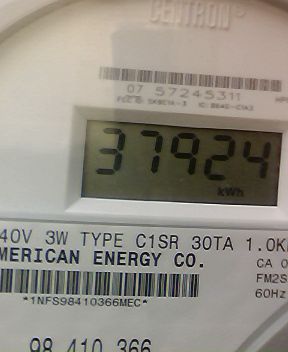 CENTRON®
07 57245311
37924
kWh
40V 3W TYPE C1SR 30TA 1.0K
MERICAN ENERGY CO.
CA 0
FM2S
*1NFS98410366MEC*
60Hz
98 410 366